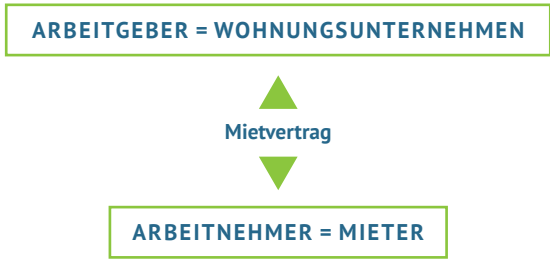 ARBEITGEBER = WOHNUNGSUNTERNEHMEN
Mietvertrag
ARBEITNEHMER = MIETER